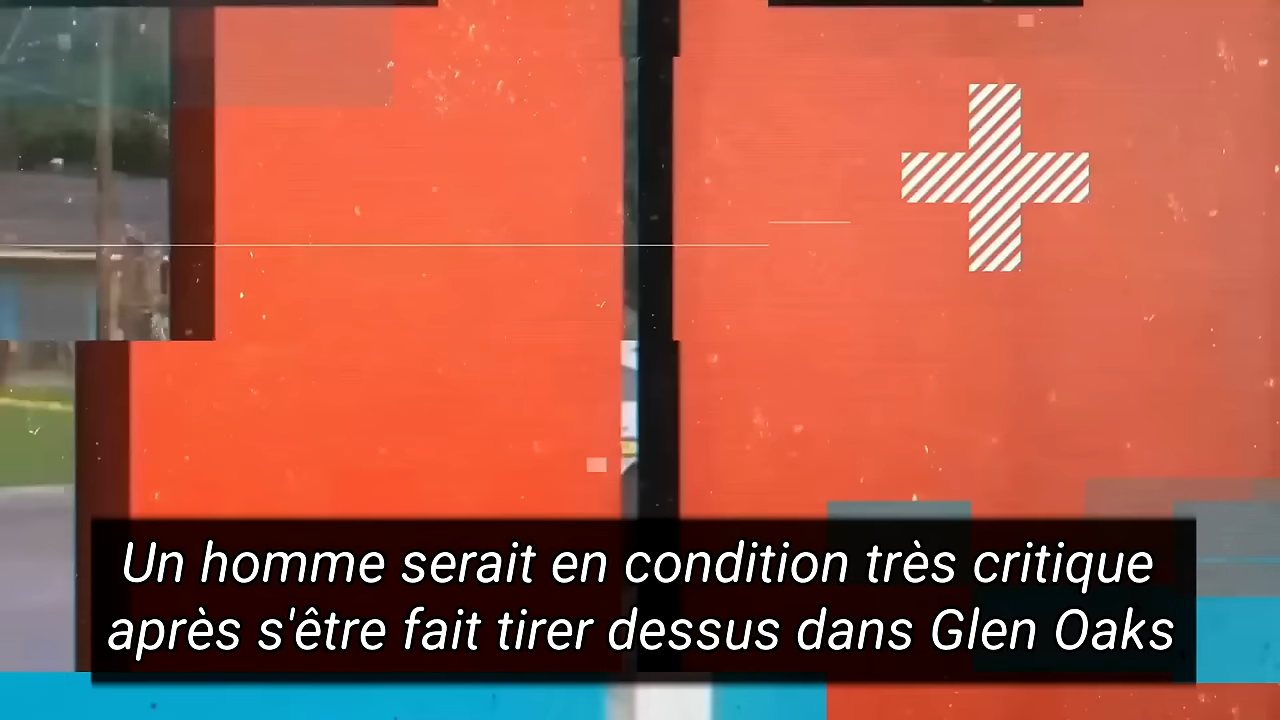 Un homme serait en condition très critique
après s'être fait tirer dessus dans Glen Oaks